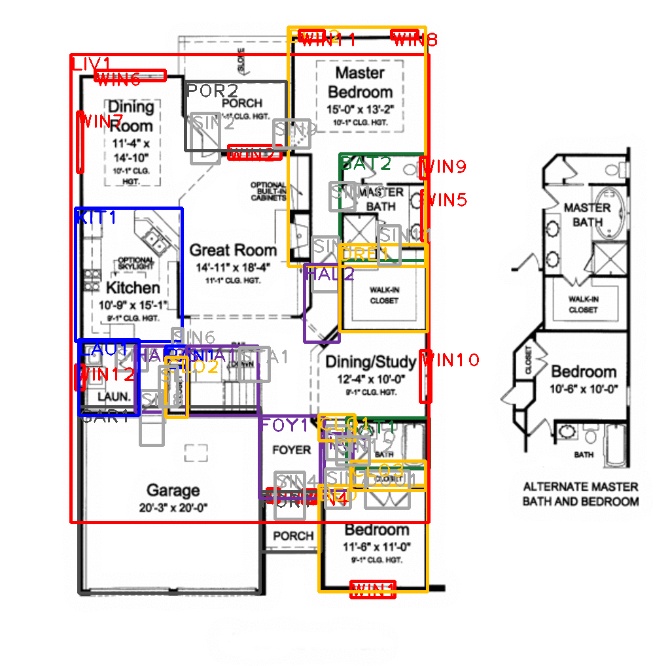 WIN11
WIN8
LIV1
WIN6
Master
Bedroom
15'-0" x 13'-2"
10'-1" CLG. HGT.
POR2
PORCH
Dining
Room
11'-4" x
14'-10"
10'-1" CLG.
HGT.
WIN7
WIN2
BAT2
WIN9
MASTER
BATH
WIN5
OPTIONAL
BUILT-IN
CABINETS
KIT1
Great Room
14'-11" x 18'-4"
11'-1" CLG. HGT.
OPTIONAL
SKYLIGHT
Kitchen
10'-9" x 15'-1"
9'-1" CLG. HGT.
HAL2
WALK-IN
CLOSET
MASTER
BATH
WALK-IN
CLOSET
SIN6
LAU1
STA1
Dining/Study
12'-4" x 10'-0"
9'-1" CLG. HGT.
WIN10
WIN12
LAUN.
CLOSET
Bedroom
10'-6" x 10'-0"
GAR1
FOY1
FOYER
BATH
CLOSET
BATH
ALTERNATE MASTER
BATH AND BEDROOM
Garage
20'-3" x 20'-0"
PORCH
Bedroom
11'-6" x 11'-0"
9'-1" CLG. HGT.
WIN1